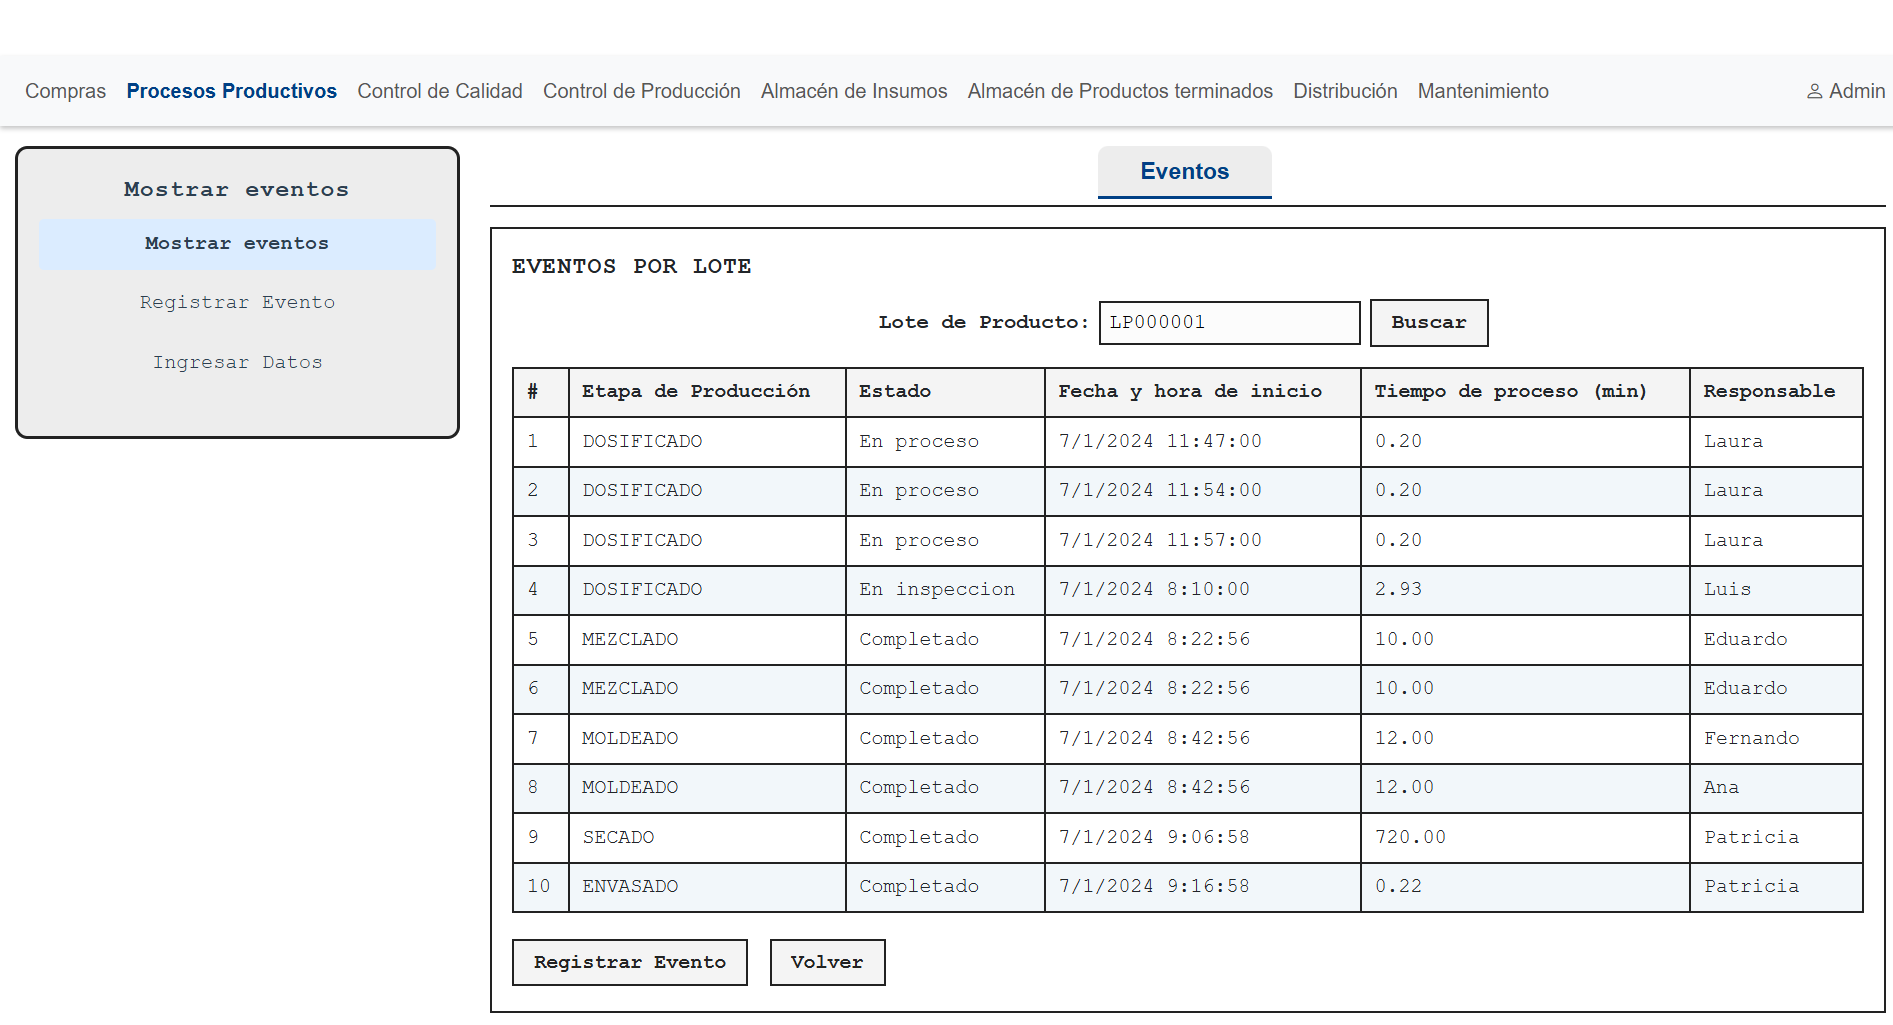 Compras Procesos Productivos Control de Calidad Control de Producción Almacén de Insumos Almacén de Productos terminados Distribución Mantenimiento Admin
Mostrar eventos
Mostrar eventos
Registrar Evento
Ingresar Datos
Eventos
EVENTOS POR LOTE
Lote de Producto: LP000001 Buscar
# Etapa de Producción Estado Fecha y hora de inicio Tiempo de proceso (min) Responsable
1 DOSIFICADO En proceso 7/1/2024 11:47:00 0.20 Laura
2 DOSIFICADO En proceso 7/1/2024 11:54:00 0.20 Laura
3 DOSIFICADO En proceso 7/1/2024 11:57:00 0.20 Laura
4 DOSIFICADO En inspeccion 7/1/2024 8:10:00 2.93 Luis
5 MEZCLADO Completado 7/1/2024 8:22:56 10.00 Eduardo
6 MEZCLADO Completado 7/1/2024 8:22:56 10.00 Eduardo
7 MOLDEADO Completado 7/1/2024 8:42:56 12.00 Fernando
8 MOLDEADO Completado 7/1/2024 8:42:56 12.00 Ana
9 SECADO Completado 7/1/2024 9:06:58 720.00 Patricia
10 ENVASADO Completado 7/1/2024 9:16:58 0.22 Patricia
Registrar Evento Volver